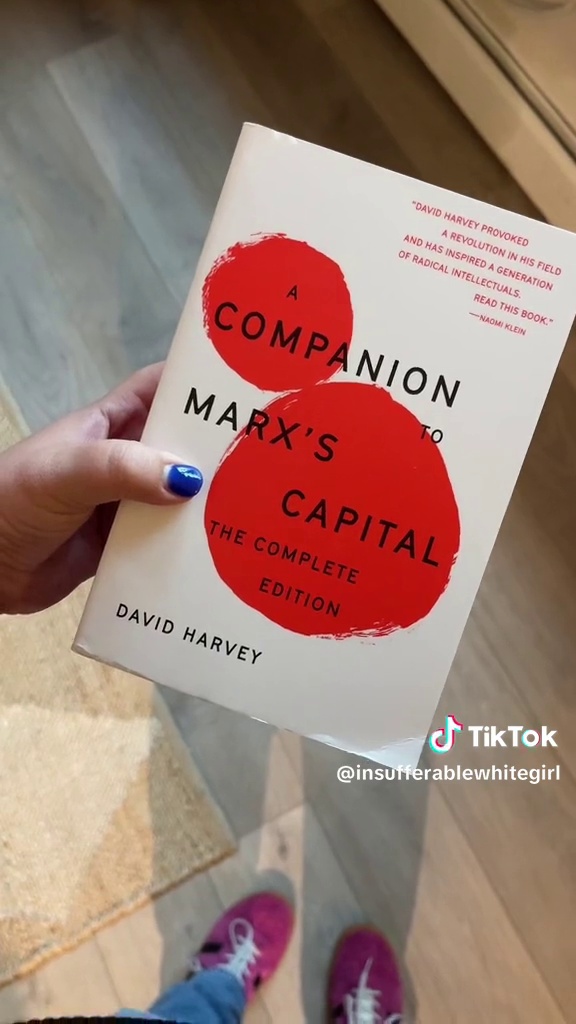 "DAVID HARVEY PROVOKED
A REVOLUTION IN HIS FIELD
AND HAS INSPIRED A GENERATION
OF RADICAL INTELLECTUALS.
READ THIS BOOK."
—NAOMI KLEIN
A
COMPANION
TO
MARX'S
CAPITAL
THE COMPLETE
EDITION
DAVID HARVEY
TikTok
@insufferablewhitegirl